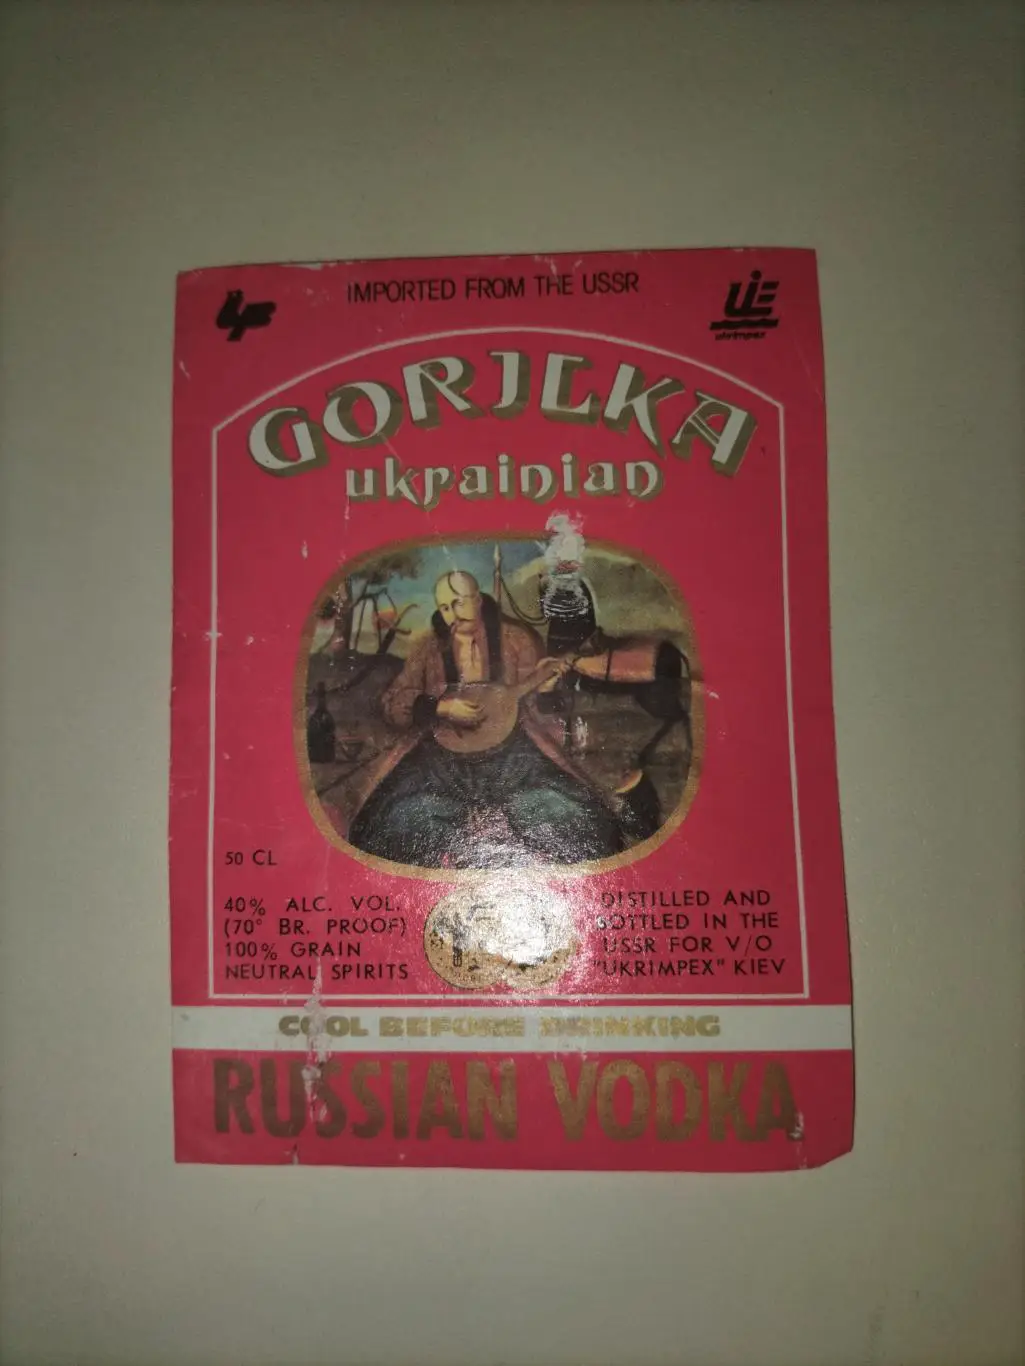 IMPORTED FROM THE USSR
ukrimpex
GORILKA
ukrainian
50 CL
40% ALC. VOL.
(70° BR. PROOF)
100% GRAIN
NEUTRAL SPIRITS
DISTILLED AND
BOTTLED IN THE
USSR FOR V/O
"UKRIMPEX" KIEV
COOL BEFORE DRINKING
RUSSIAN VODKA